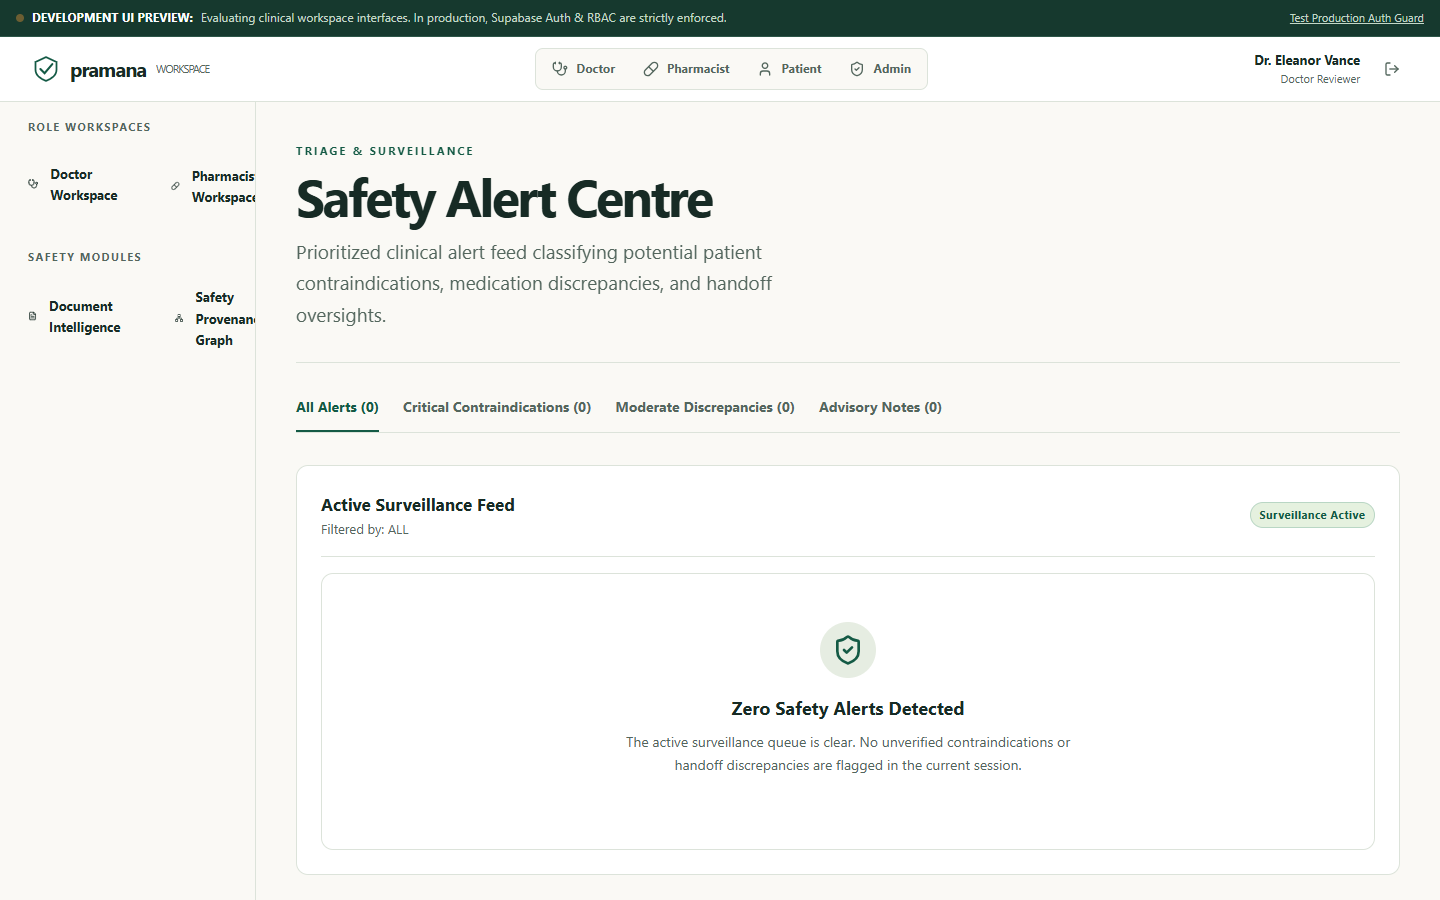 DEVELOPMENT UI PREVIEW: Evaluating clinical workspace interfaces. In production, Supabase Auth & RBAC are strictly enforced.
Test Production Auth Guard
pramana WORKSPACE
Doctor
Pharmacist
Patient
Admin
Dr. Eleanor Vance
Doctor Reviewer
ROLE WORKSPACES
Doctor
Workspace
Pharmacis
Workspace
SAFETY MODULES
Document
Intelligence
Safety
Provenan
Graph
TRIAGE & SURVEILLANCE
Safety Alert Centre
Prioritized clinical alert feed classifying potential patient
contraindications, medication discrepancies, and handoff
oversights.
All Alerts (0)
Critical Contraindications (0)
Moderate Discrepancies (0)
Advisory Notes (0)
Active Surveillance Feed
Filtered by: ALL
Surveillance Active
Zero Safety Alerts Detected
The active surveillance queue is clear. No unverified contraindications or
handoff discrepancies are flagged in the current session.